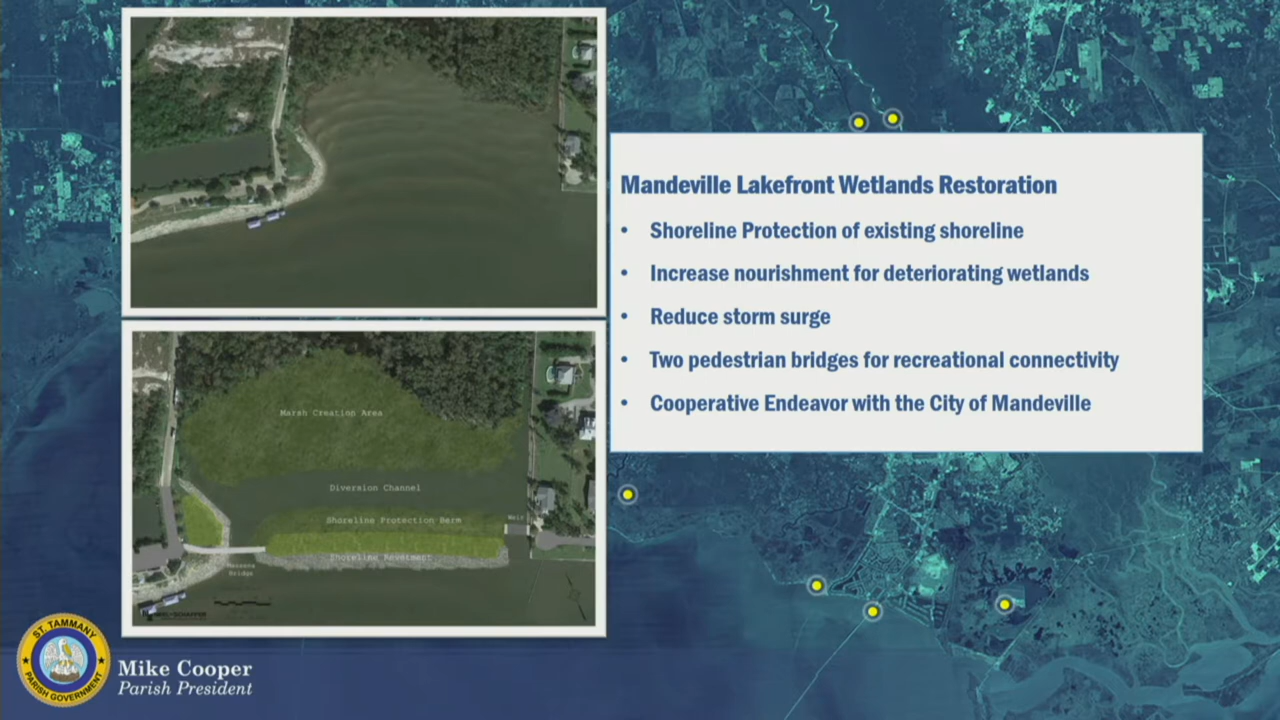 Mandeville Lakefront Wetlands Restoration
• Shoreline Protection of existing shoreline
• Increase nourishment for deteriorating wetlands
• Reduce storm surge
• Two pedestrian bridges for recreational connectivity
• Cooperative Endeavor with the City of Mandeville
Marsh Creation Area
Diversion Channel
Shoreline Protection Berm
Weir
Shoreline Revetment
Bridge
ST. TAMMANY
PARISH GOVERNMENT
Mike Cooper
Parish President